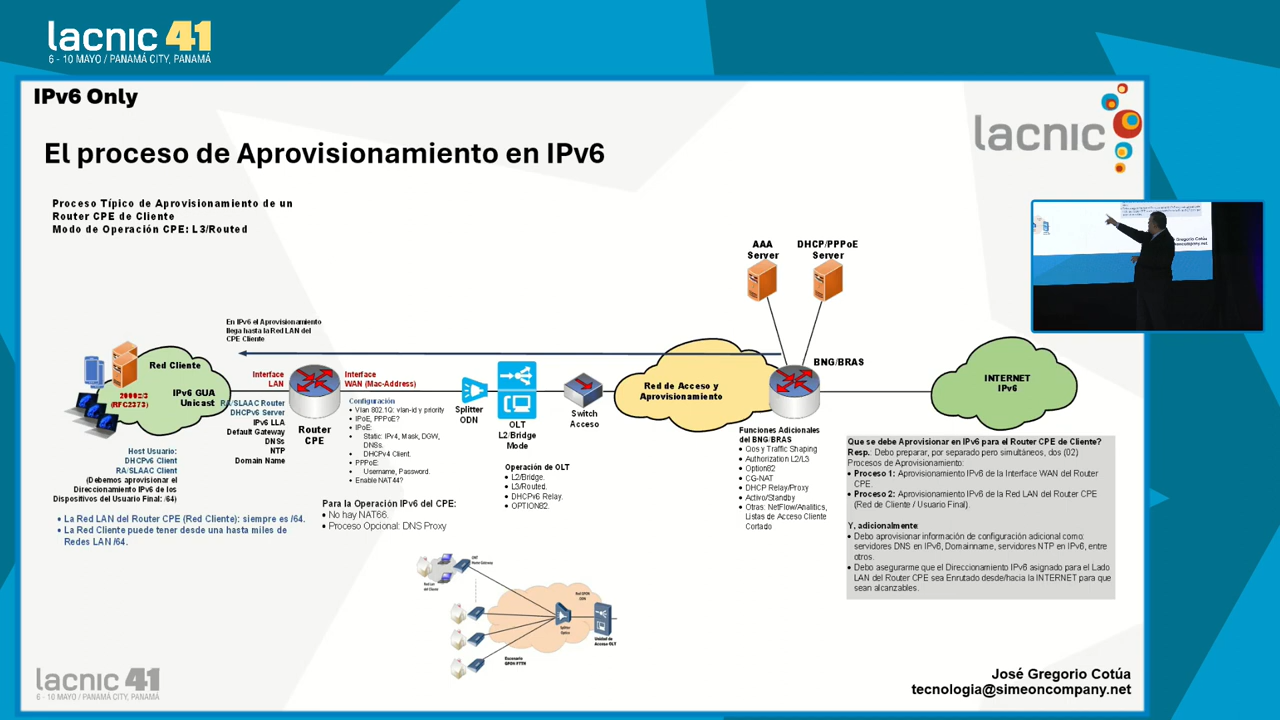 lacnic 41
6 - 10 MAYO / PANAMÁ CITY, PANAMÁ
IPv6 Only
lacnic
El proceso de Aprovisionamiento en IPv6
Proceso Típico de Aprovisionamiento de un
Router CPE de Cliente
Modo de Operación CPE: L3/Routed
AAA
Server
DHCP/PPPoE
Server
Gregorio Cotúa
En IPv6 el Aprovisionamiento
llega hasta la Red LAN del
CPE Cliente
BNG/BRAS
Red Cliente
2000::/3
(RFC2373)
IPv6 GUA
Unicast
Interface
LAN
RA/SLAAC Router
DHCPv6 Server
IPv6 LLA
Default Gateway
DNSs
NTP
Domain Name
Router
CPE
Interface
WAN (Mac-Address)
Configuración
• Vlan 802.1Q: vlan-id y priority
• IPoE, PPPoE?
• IPoE:
Static: IPv4, Mask, DGW,
DNSs.
• DHCPv4 Client.
• PPPoE:
• Username, Password.
• Enable NAT44?
Splitter
ODN
OLT
L2/Bridge
Mode
Switch
Acceso
Red de Acceso y
Aprovisionamiento
INTERNET
IPv6
Host Usuario:
DHCPv6 Client
RA/SLAAC Client
(Debemos aprovisionar el
Direccionamiento IPv6 de los
Dispositivos del Usuario Final: /64)
• La Red LAN del Router CPE (Red Cliente): siempre es /64.
• La Red Cliente puede tener desde una hasta miles de
Redes LAN /64.
Para la Operación IPv6 del CPE:
• No hay NAT66.
• Proceso Opcional: DNS Proxy
Operación de OLT
• L2/Bridge.
• L3/Routed.
• DHCPv6 Relay.
• OPTION82.
Funciones Adicionales
del BNG/BRAS
• Qos y Traffic Shaping
• Authorization L2/L3
• Option82
• CG-NAT
• DHCP Relay/Proxy
• Activo/Standby
• Otras: NetFlow/Analitics,
Listas de Acceso Cliente
Cortado
Que se debe Aprovisionar en IPv6 para el Router CPE de Cliente?
Resp.: Debo preparar, por separado pero simultáneos, dos (02)
Procesos de Aprovisionamiento:
• Proceso 1: Aprovisionamiento IPv6 de la Interface WAN del Router
CPE.
• Proceso 2: Aprovisionamiento IPv6 de la Red LAN del Router CPE
(Red de Cliente / Usuario Final).
Y, adicionalmente:
• Debo aprovisionar información de configuración adicional como:
servidores DNS en IPv6, Domainname, servidores NTP en IPv6, entre
otros.
• Debo asegurarme que el Direccionamiento IPv6 asignado para el Lado
LAN del Router CPE sea Enrutado desde/hacia la INTERNET para que
sean alcanzables.
Red GPON
ODN
Splitter
Optico
Unidad de
Acceso OLT
Escenario
GPON FTTH
lacnic 41
6 - 10 MAYO / PANAMÁ CITY, PANAMÁ
José Gregorio Cotúa
tecnologia@simeoncompany.net